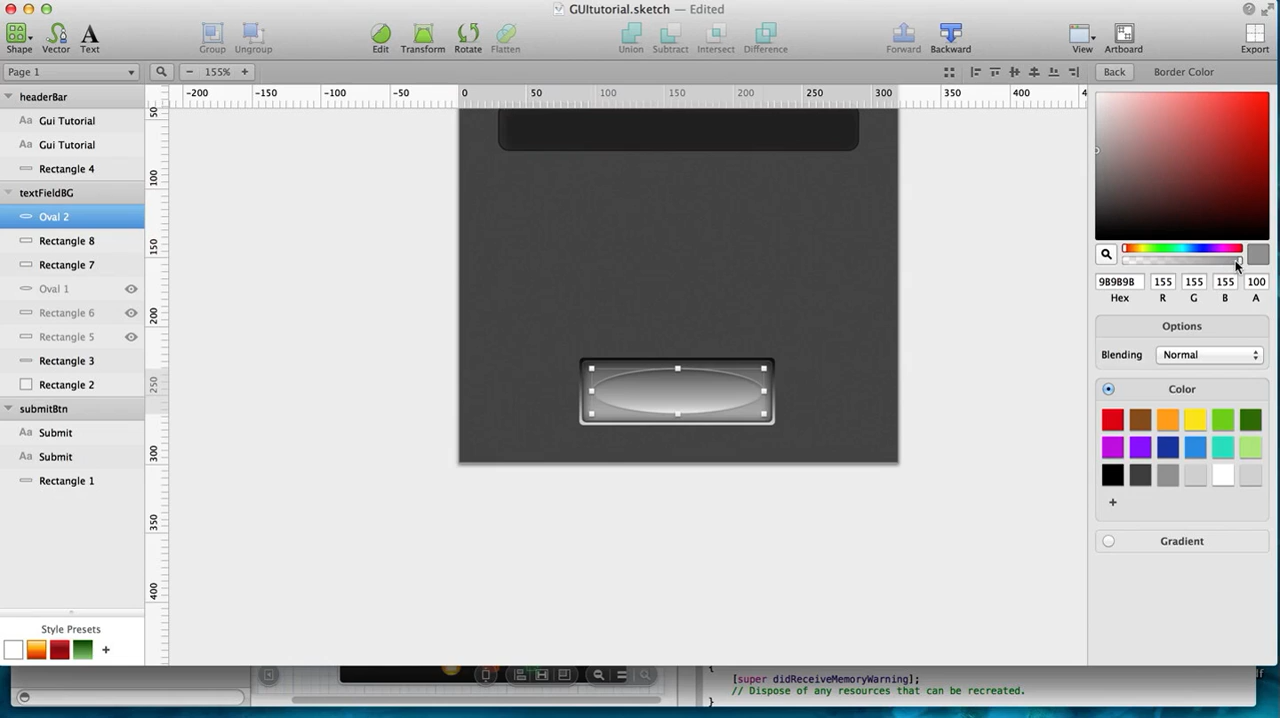 GUItutorial.sketch — Edited
Shape Vector Text Group Ungroup Edit Transform Rotate Flatten Union Subtract Intersect Difference Forward Backward View Artboard Export
Page 1 155% Back Border Color
-200 -150 -100 -50 0 50 100 150 200 250 300 350 400
headerBar
Gui Tutorial
Gui Tutorial
Rectangle 4
textFieldBG
Oval 2
Rectangle 8
Rectangle 7
Oval 1
Rectangle 6
Rectangle 5
Rectangle 3
Rectangle 2
submitBtn
Submit
Submit
Rectangle 1
Style Presets
50
100
150
200
250
300
350
400
9B9B9B 155 155 155 100
Hex R G B A
Options
Blending Normal
Color
Gradient
{
[super didReceiveMemoryWarning];
// Dispose of any resources that can be recreated.
}